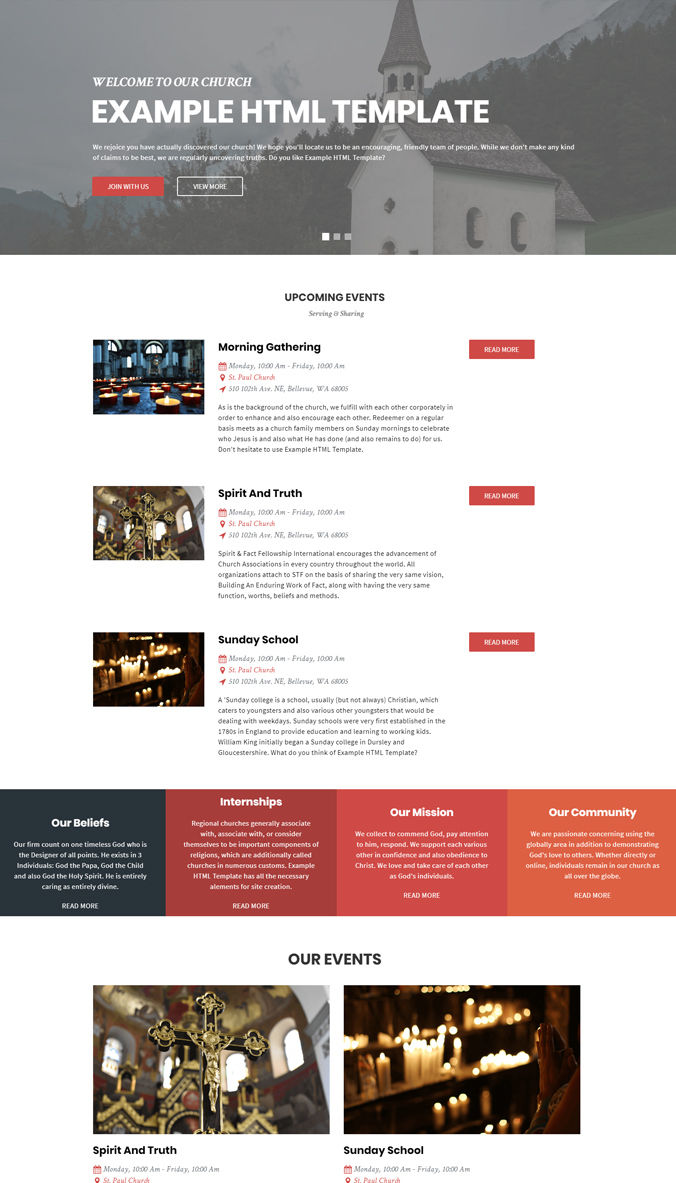 WELCOME TO OUR CHURCH
EXAMPLE HTML TEMPLATE
We rejoice you have actually discovered our church! We hope you'll locate us to be an encouraging, friendly team of people. While we don't make any kind
of claims to be best, we are regularly uncovering truths. Do you like Example HTML Template?
JOIN WITH US
VIEW MORE
UPCOMING EVENTS
Serving & Sharing
Morning Gathering
READ MORE
Monday, 10:00 Am - Friday, 10:00 Am
St. Paul Church
510 102th Ave. NE, Bellevue, WA 68005
As is the background of the church, we fulfill with each other corporately in
order to enhance and also encourage each other. Redeemer on a regular
basis meets as a church family members on Sunday mornings to celebrate
who Jesus is and also what He has done (and also remains to do) for us.
Don't hesitate to use Example HTML Template.
Spirit And Truth
READ MORE
Monday, 10:00 Am - Friday, 10:00 Am
St. Paul Church
510 102th Ave. NE, Bellevue, WA 68005
Spirit & Fact Fellowship International encourages the advancement of
Church Associations in every country throughout the world. All
organizations attach to STF on the basis of sharing the very same vision,
Building An Enduring Work of Fact, along with having the very same
function, worths, beliefs and methods.
Sunday School
READ MORE
Monday, 10:00 Am - Friday, 10:00 Am
St. Paul Church
510 102th Ave. NE, Bellevue, WA 68005
A 'Sunday college is a school, usually (but not always) Christian, which
caters to youngsters and also various other youngsters that would be
dealing with weekdays. Sunday schools were very first established in the
1780s in England to provide education and learning to working kids.
William King initially began a Sunday college in Dursley and
Gloucestershire. What do you think of Example HTML Template?
Our Beliefs
Our firm count on one timeless God who is
the Designer of all points. He exists in 3
Individuals: God the Papa, God the Child
and also God the Holy Spirit. He is entirely
caring as entirely divine.
READ MORE
Internships
Regional churches generally associate
with, associate with, or consider
themselves to be important components of
religions, which are additionally called
churches in numerous customs. Example
HTML Template has all the necessary
alements for site creation.
READ MORE
Our Mission
We collect to commend God, pay attention
to him, respond. We support each various
other in confidence and also obedience to
Christ. We love and take care of each other
as God's individuals.
READ MORE
Our Community
We are passionate concerning using the
globally area in addition to demonstrating
God's love to others. Whether directly or
online, individuals remain in our church as
all over the globe.
READ MORE
OUR EVENTS
Spirit And Truth
Monday, 10:00 Am - Friday, 10:00 Am
St. Paul Church
Sunday School
Monday, 10:00 Am - Friday, 10:00 Am
St. Paul Church